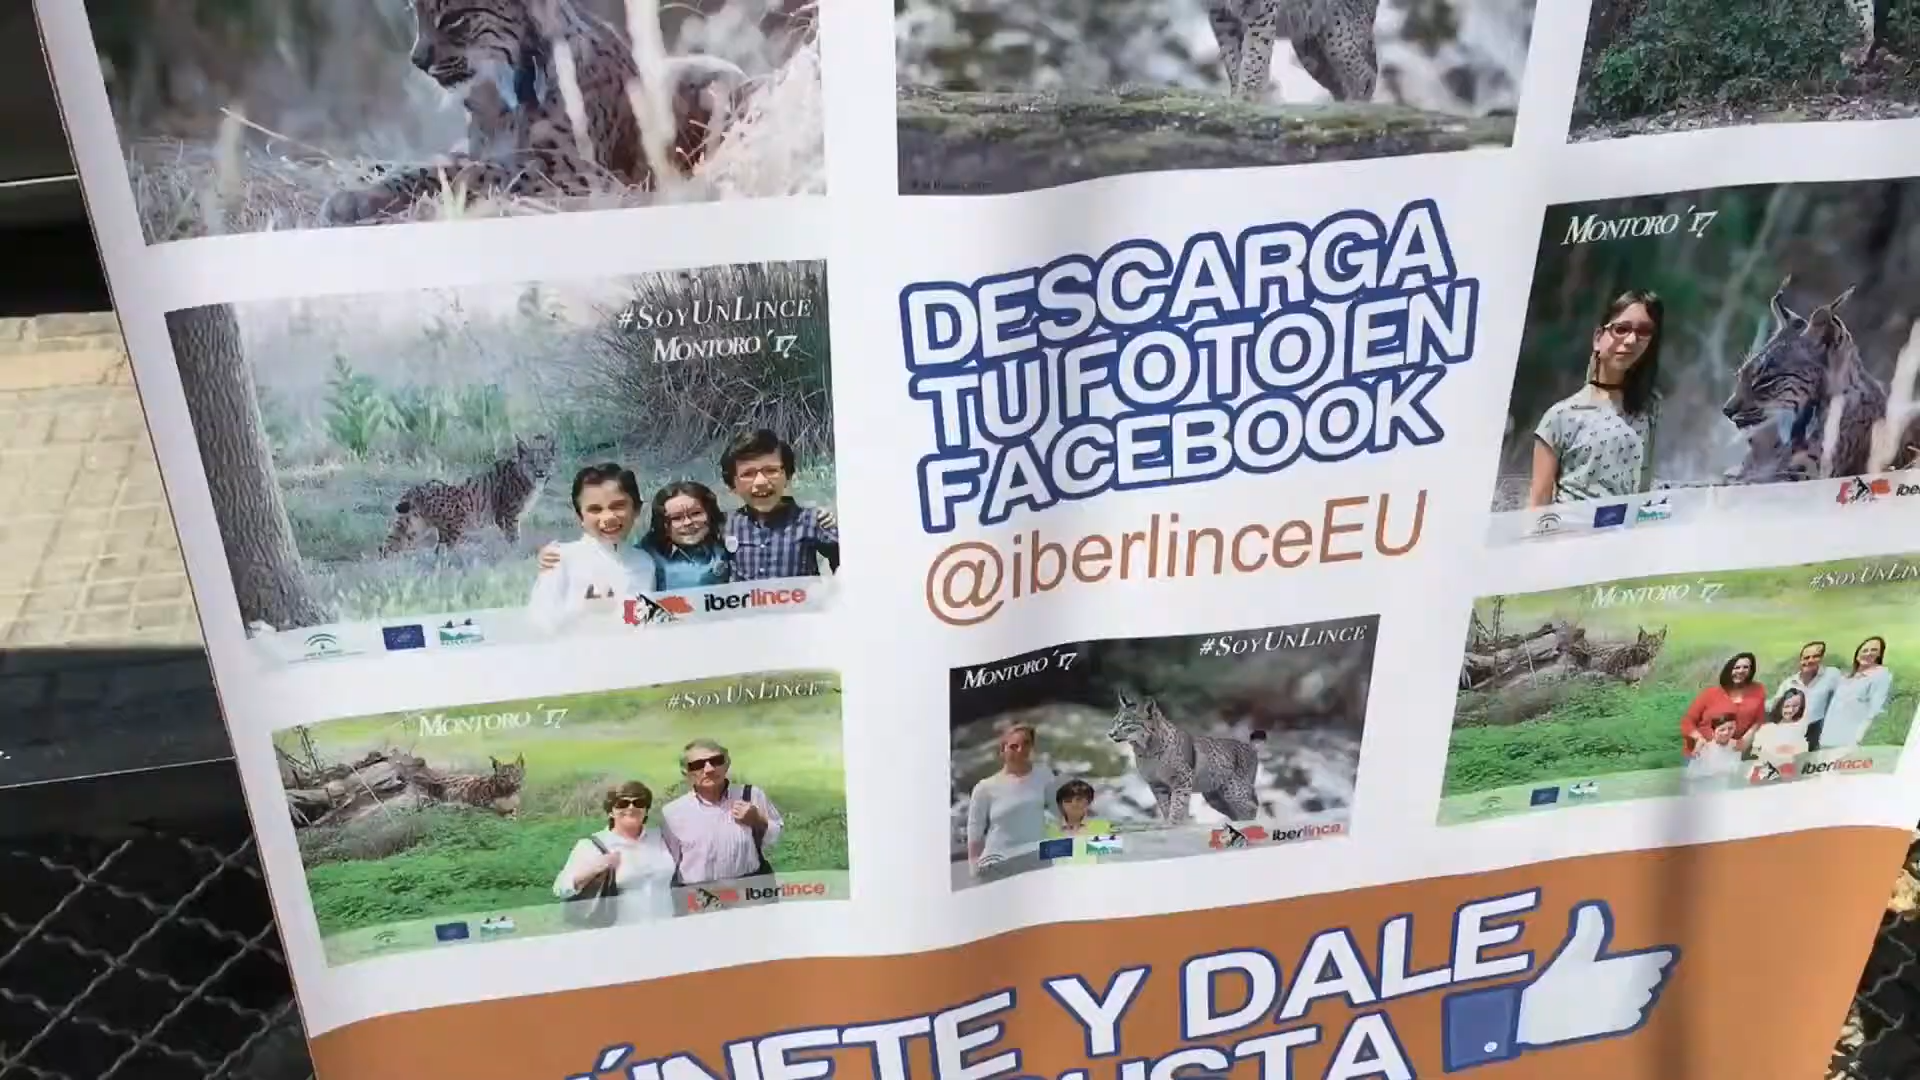 #SOYUNLINCE
MONTORO '17
iberlince
DESCARGA
TU FOTO EN
FACEBOOK
@iberlinceEU
MONTORO '17
MONTORO '17
#SOYUNLINCE
iberlince
MONTORO '17
#SOYUNLINCE
iberlince
MONTORO '17
iberlince
ÚNETE Y DALE